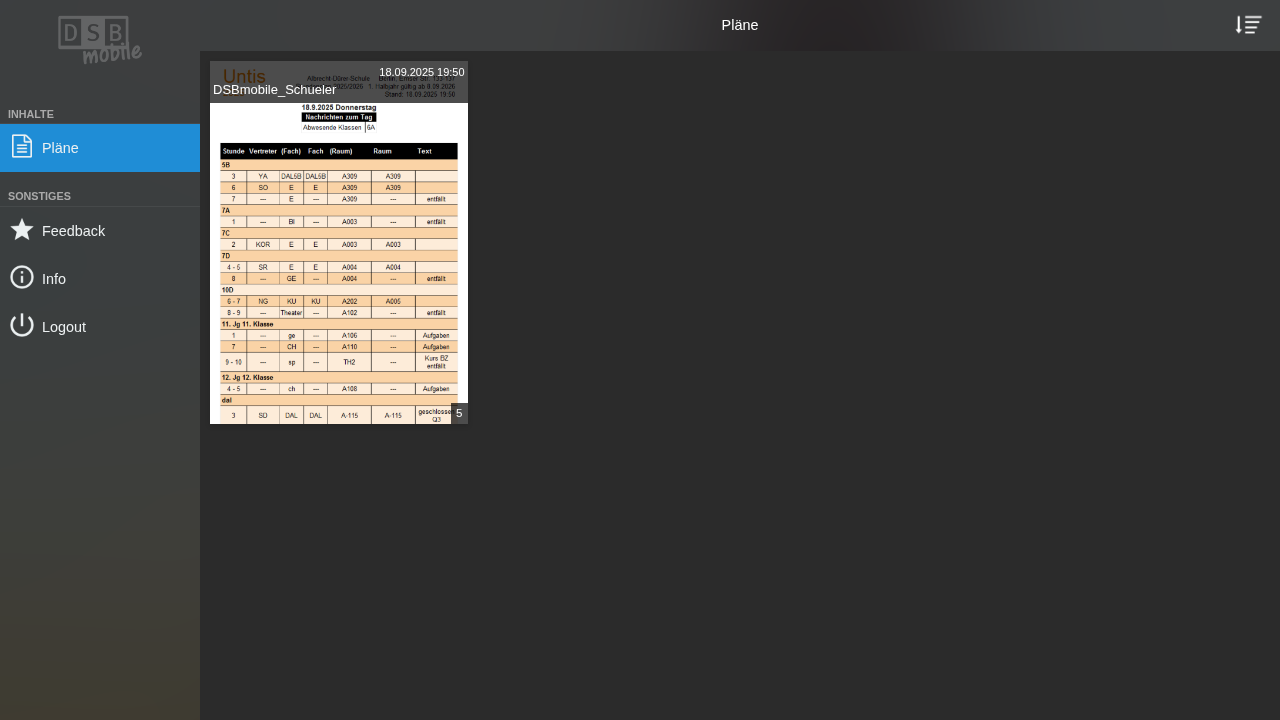 DSB
mobile
Pläne
INHALTE
Pläne
SONSTIGES
Feedback
Info
Logout
18.09.2025 19:50
DSBmobile_Schueler
Untis
Albrecht-Dürer-Schule
2025/2026 1. Halbjahr gültig ab 8.09.2026
Stand: 18.09.2025 19:50
18.9.2025 Donnerstag
Nachrichten zum Tag
Abwesende Klassen 6A
Stunde Vertreter (Fach) Fach (Raum) Raum Text
5B
3 YA DAL5B DAL5B A309 A309
6 SO E E A309 A309
7 --- E --- A309 --- entfällt
7A
1 --- BI --- A003 --- entfällt
7C
2 KOR E E A003 A003
7D
4 - 5 SR E E A004 A004
8 --- GE --- A004 --- entfällt
10D
6 - 7 NG KU KU A202 A005
8 - 9 --- Theater --- A102 --- entfällt
11. Jg 11. Klasse
1 --- ge --- A106 --- Aufgaben
7 --- CH --- A110 --- Aufgaben
9 - 10 --- sp --- TH2 --- Kurs BZ
entfällt
12. Jg 12. Klasse
4 - 5 --- ch --- A108 --- Aufgaben
dal
3 SD DAL DAL A-115 A-115 geschlossen
Q3
5